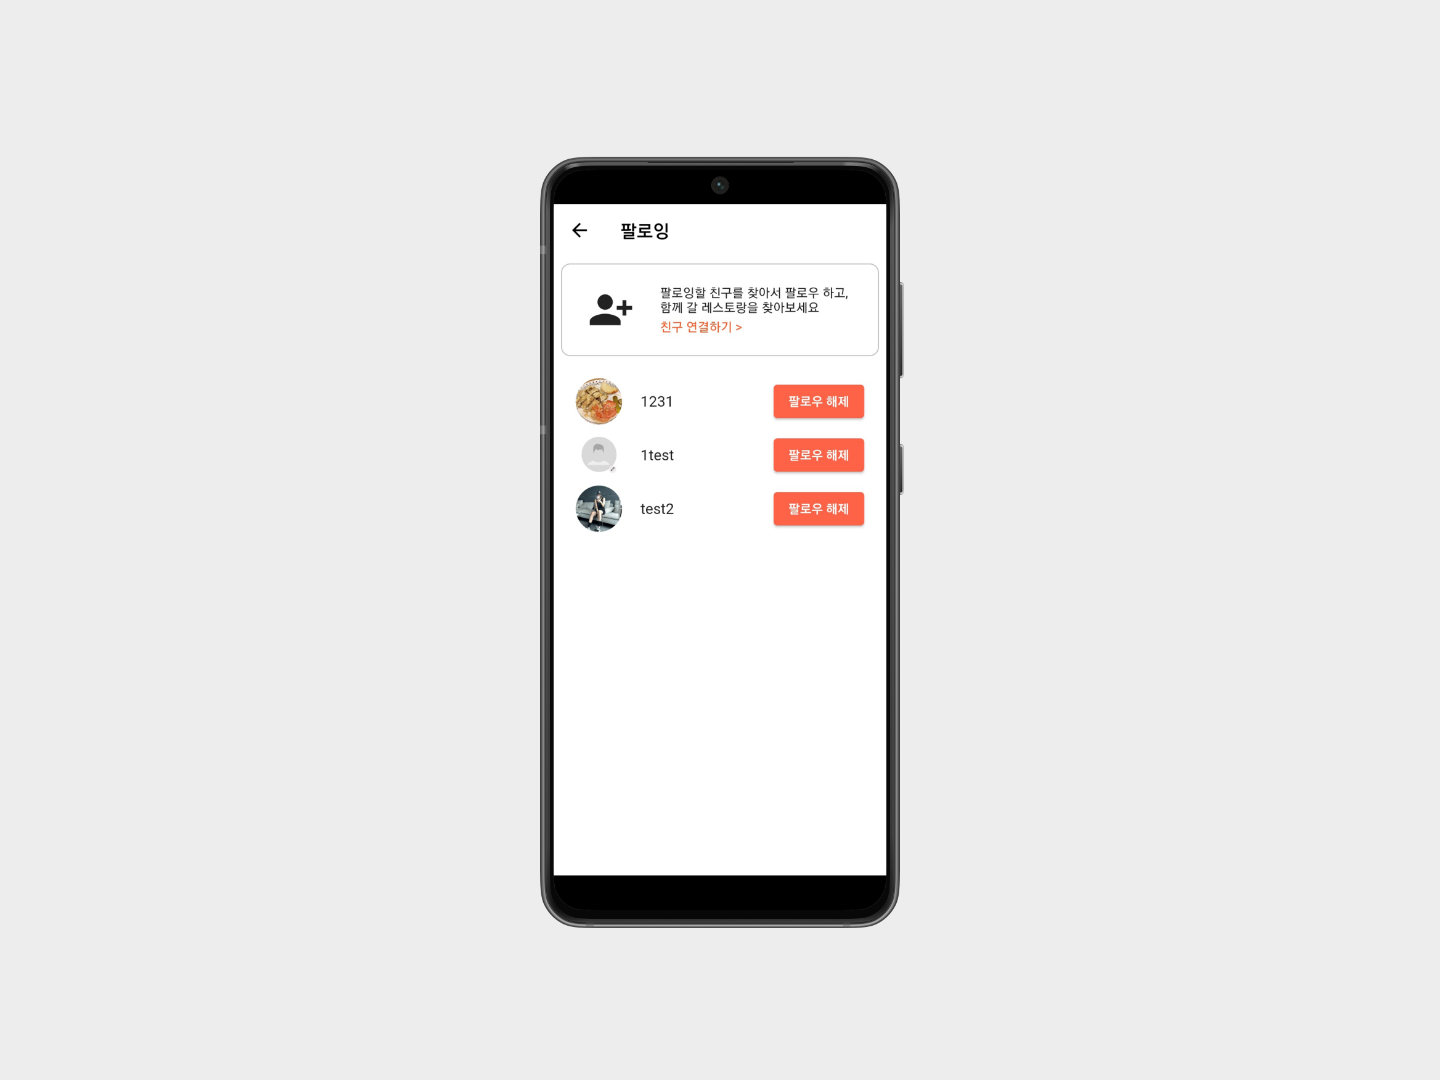 팔로잉
팔로잉할 친구를 찾아서 팔로우 하고,
함께 갈 레스토랑을 찾아보세요
친구 연결하기 >
1231
팔로우 해제
1test
팔로우 해제
test2
팔로우 해제